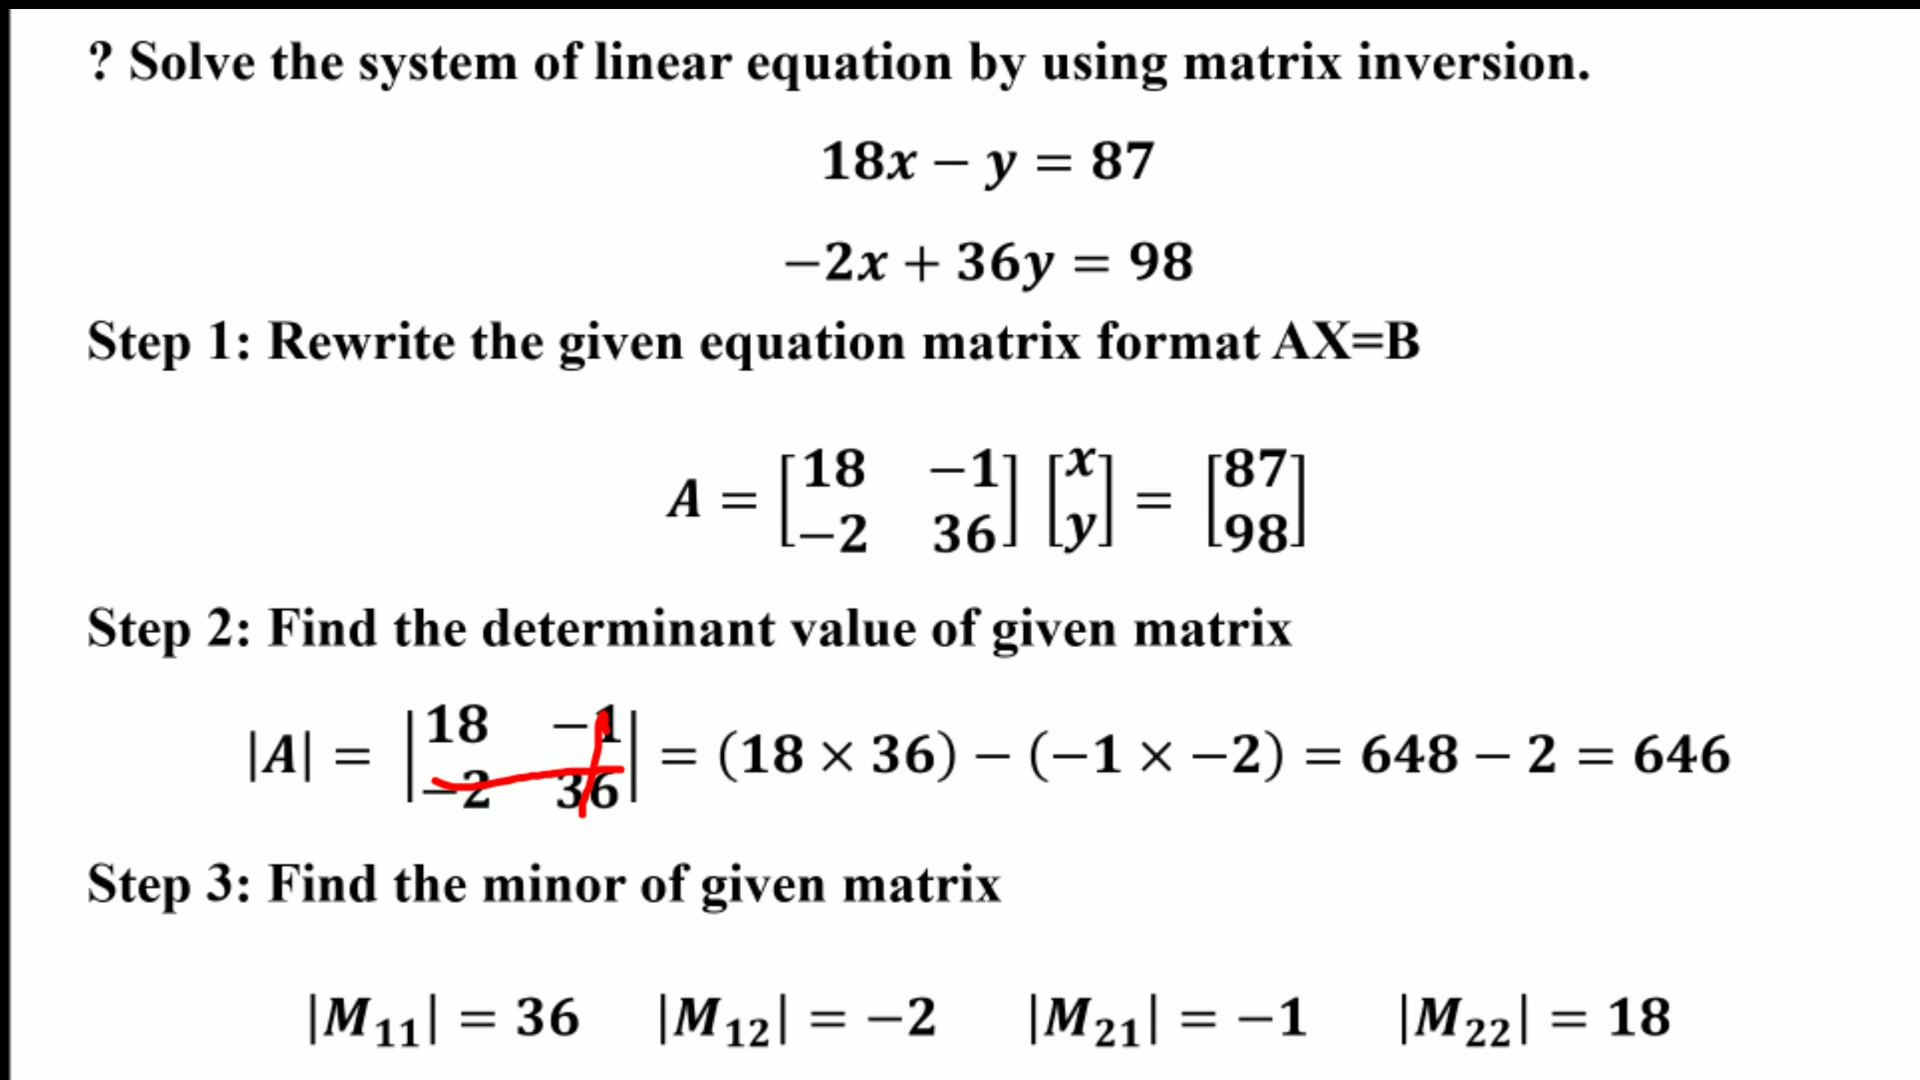 ? Solve the system of linear equation by using matrix inversion.
18x − y = 87
−2x + 36y = 98
Step 1: Rewrite the given equation matrix format AX=B
A = [18 −1; −2 36] [x; y] = [87; 98]
Step 2: Find the determinant value of given matrix
|A| = |18 −1; −2 36| = (18 × 36) − (−1 × −2) = 648 − 2 = 646
Step 3: Find the minor of given matrix
|M₁₁| = 36 |M₁₂| = −2 |M₂₁| = −1 |M₂₂| = 18